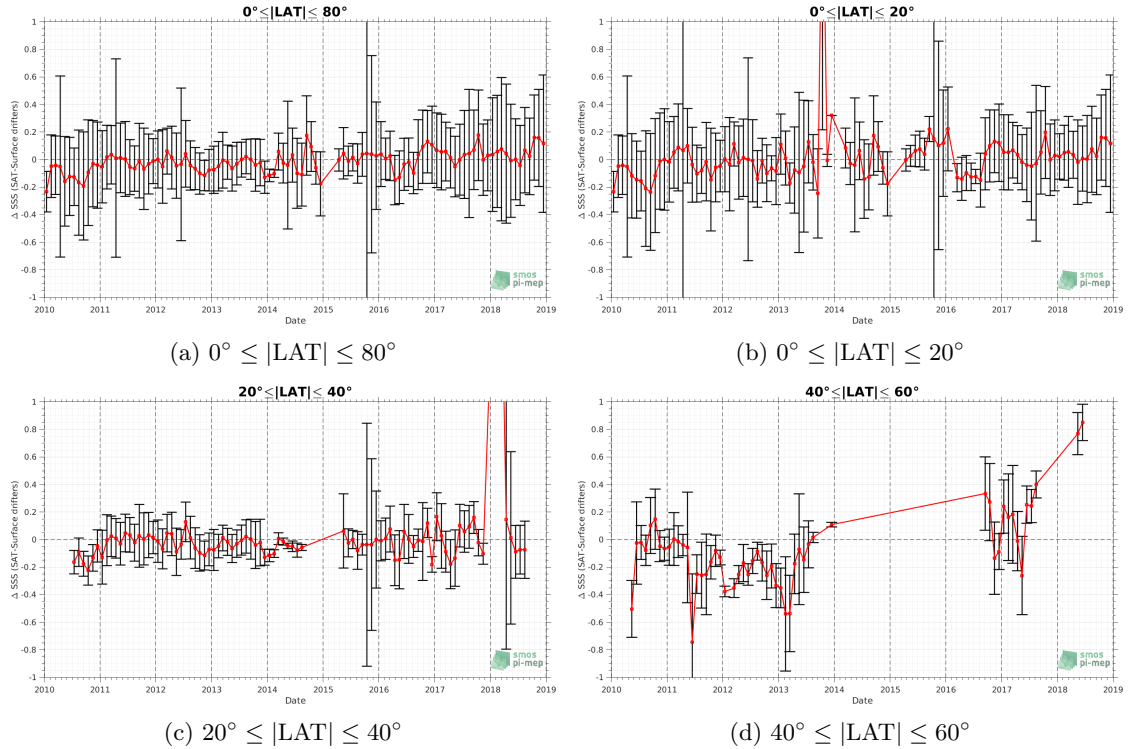 0°≤|LAT|≤ 80°
1
0.8
0.6
0.4
0.2
0
-0.2
-0.4
-0.6
-0.8
-1
Δ SSS (SAT-Surface drifters)
2010 2011 2012 2013 2014 2015 2016 2017 2018 2019
Date
smos
pi-mep
(a) 0° ≤ |LAT| ≤ 80°
0°≤|LAT|≤ 20°
1
0.8
0.6
0.4
0.2
0
-0.2
-0.4
-0.6
-0.8
-1
Δ SSS (SAT-Surface drifters)
2010 2011 2012 2013 2014 2015 2016 2017 2018 2019
Date
smos
pi-mep
(b) 0° ≤ |LAT| ≤ 20°
20°≤|LAT|≤ 40°
1
0.8
0.6
0.4
0.2
0
-0.2
-0.4
-0.6
-0.8
-1
Δ SSS (SAT-Surface drifters)
2010 2011 2012 2013 2014 2015 2016 2017 2018 2019
Date
smos
pi-mep
(c) 20° ≤ |LAT| ≤ 40°
40°≤|LAT|≤ 60°
1
0.8
0.6
0.4
0.2
0
-0.2
-0.4
-0.6
-0.8
-1
Δ SSS (SAT-Surface drifters)
2010 2011 2012 2013 2014 2015 2016 2017 2018 2019
Date
smos
pi-mep
(d) 40° ≤ |LAT| ≤ 60°